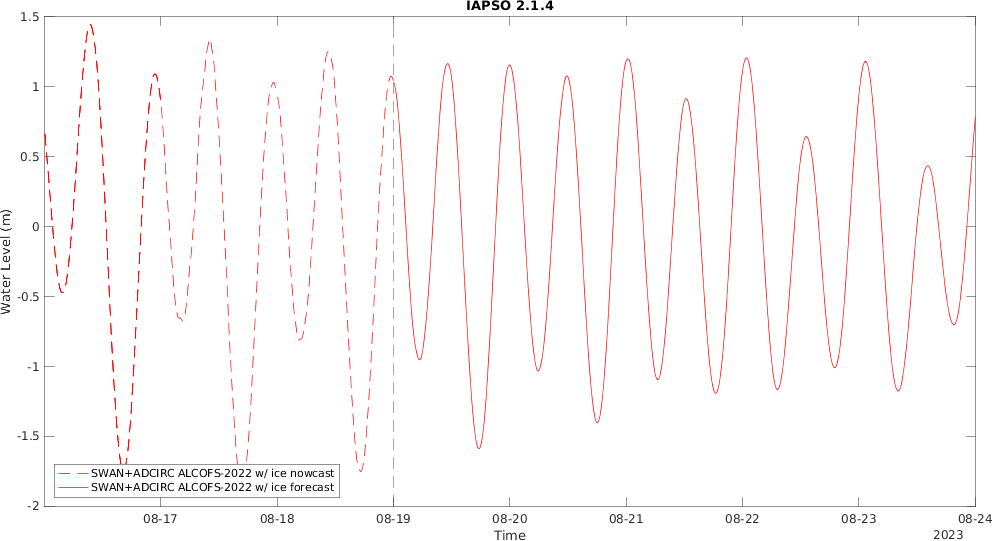 IAPSO 2.1.4
1.5
1
0.5
0
-0.5
-1
-1.5
-2
Water Level (m)
SWAN+ADCIRC ALCOFS-2022 w/ ice nowcast
SWAN+ADCIRC ALCOFS-2022 w/ ice forecast
08-17 08-18 08-19 08-20 08-21 08-22 08-23 08-24
Time
2023